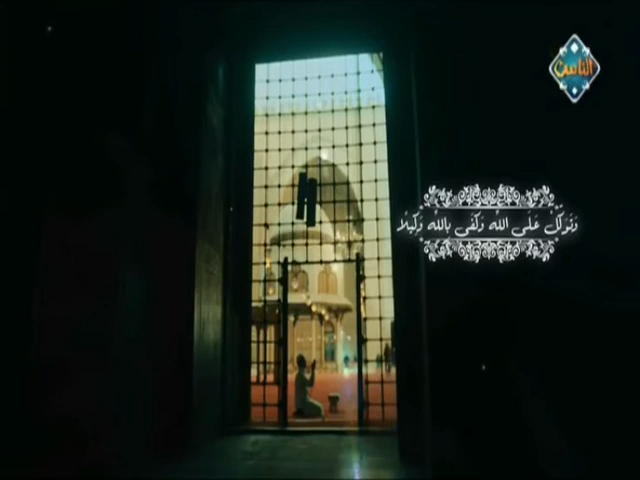 الناس
وَتَوَكَّلْ عَلَى اللَّهِ وَكَفَى بِاللَّهِ وَكِيلًا